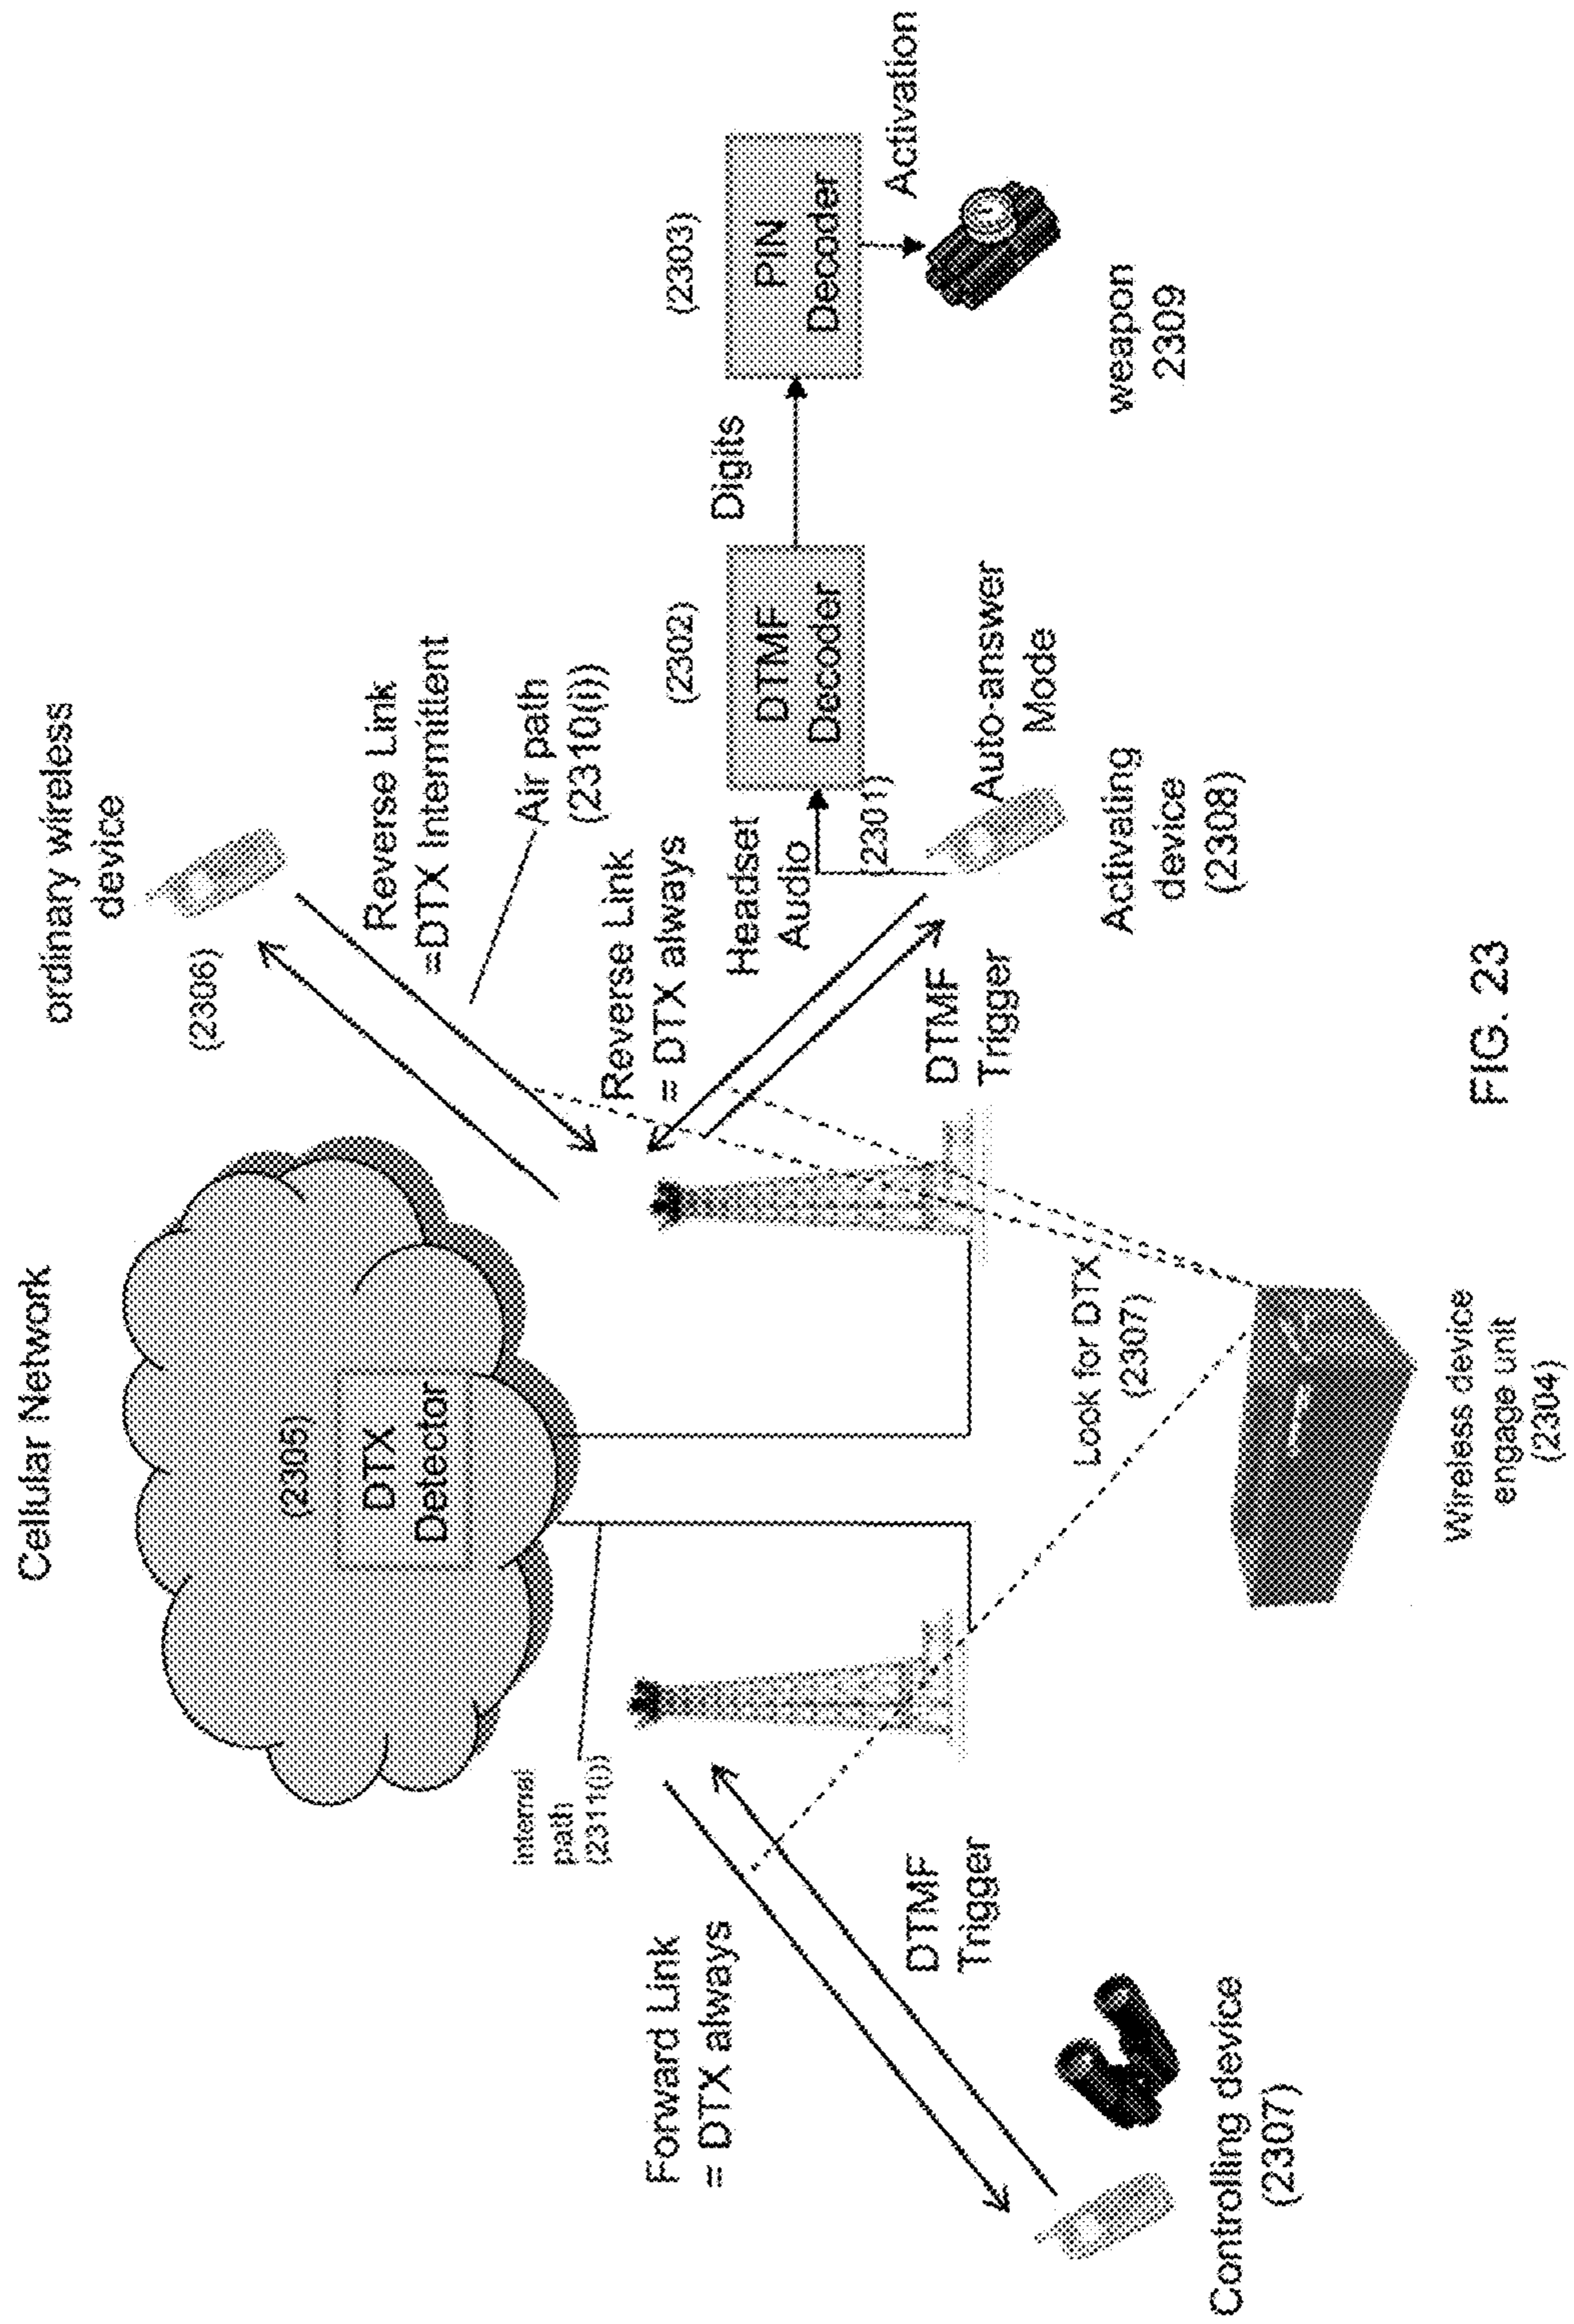 Cellular Network
(2305)
DTX
Detector
ordinary wireless
device
(2306)
Reverse Link
=DTX Intermittent
Air path
(2310(i))
internal
path
(2311(i))
Forward Link
= DTX always
Reverse Link
= DTX always
Headset
Audio
(2301)
(2302)
DTMF
Decoder
Digits
(2303)
PIN
Decoder
Activation
weapon
2309
DTMF
Trigger
DTMF
Trigger
Auto-answer
Mode
Activating
device
(2308)
Look for DTX
(2307)
Controlling device
(2307)
Wireless device
engage unit
(2304)
FIG. 23